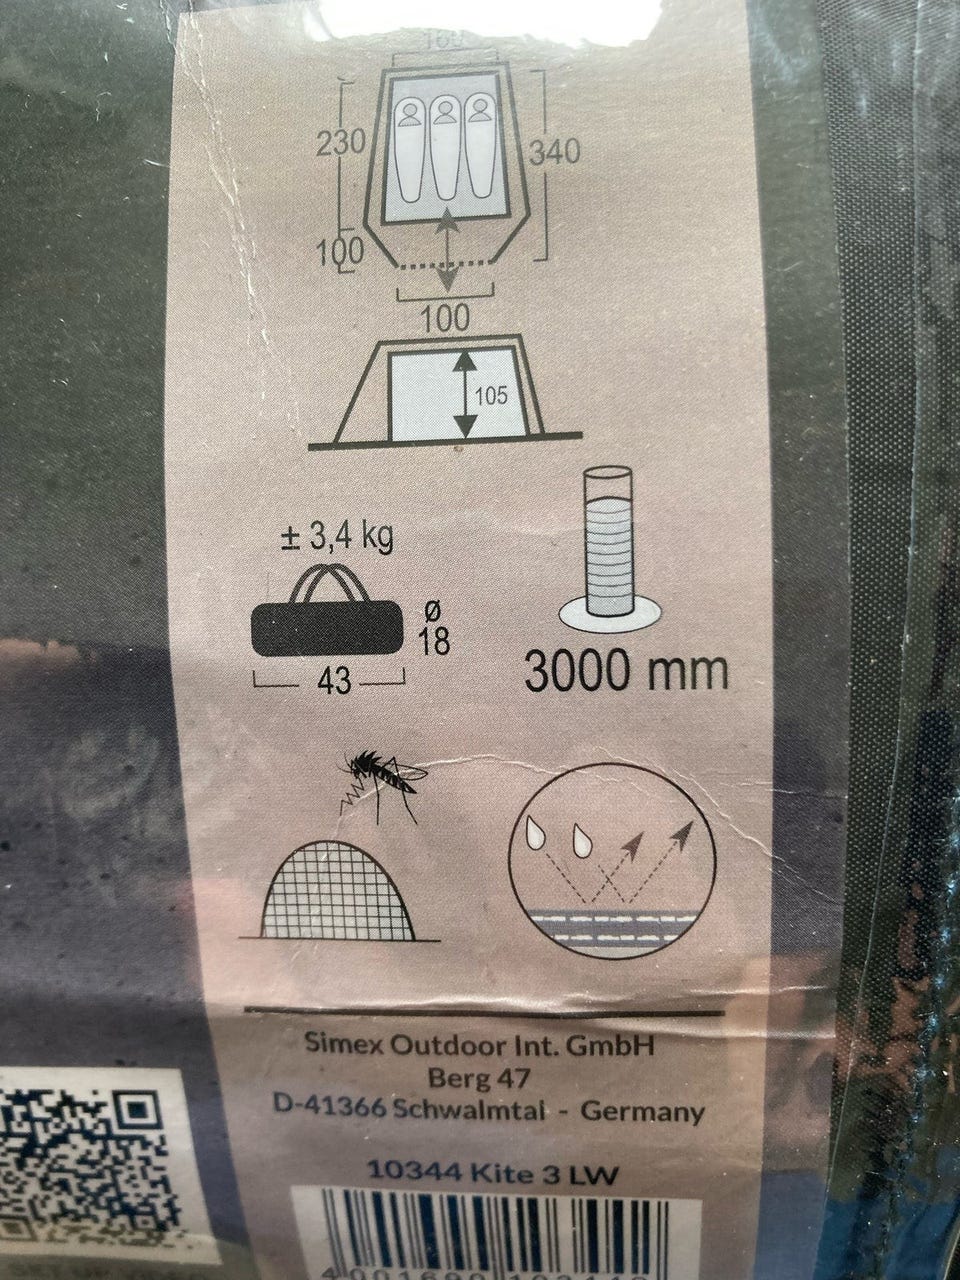 160
230
340
100
100
105
± 3,4 kg
Ø
18
43
3000 mm
Simex Outdoor Int. GmbH
Berg 47
D-41366 Schwalmtal - Germany
10344 Kite 3 LW